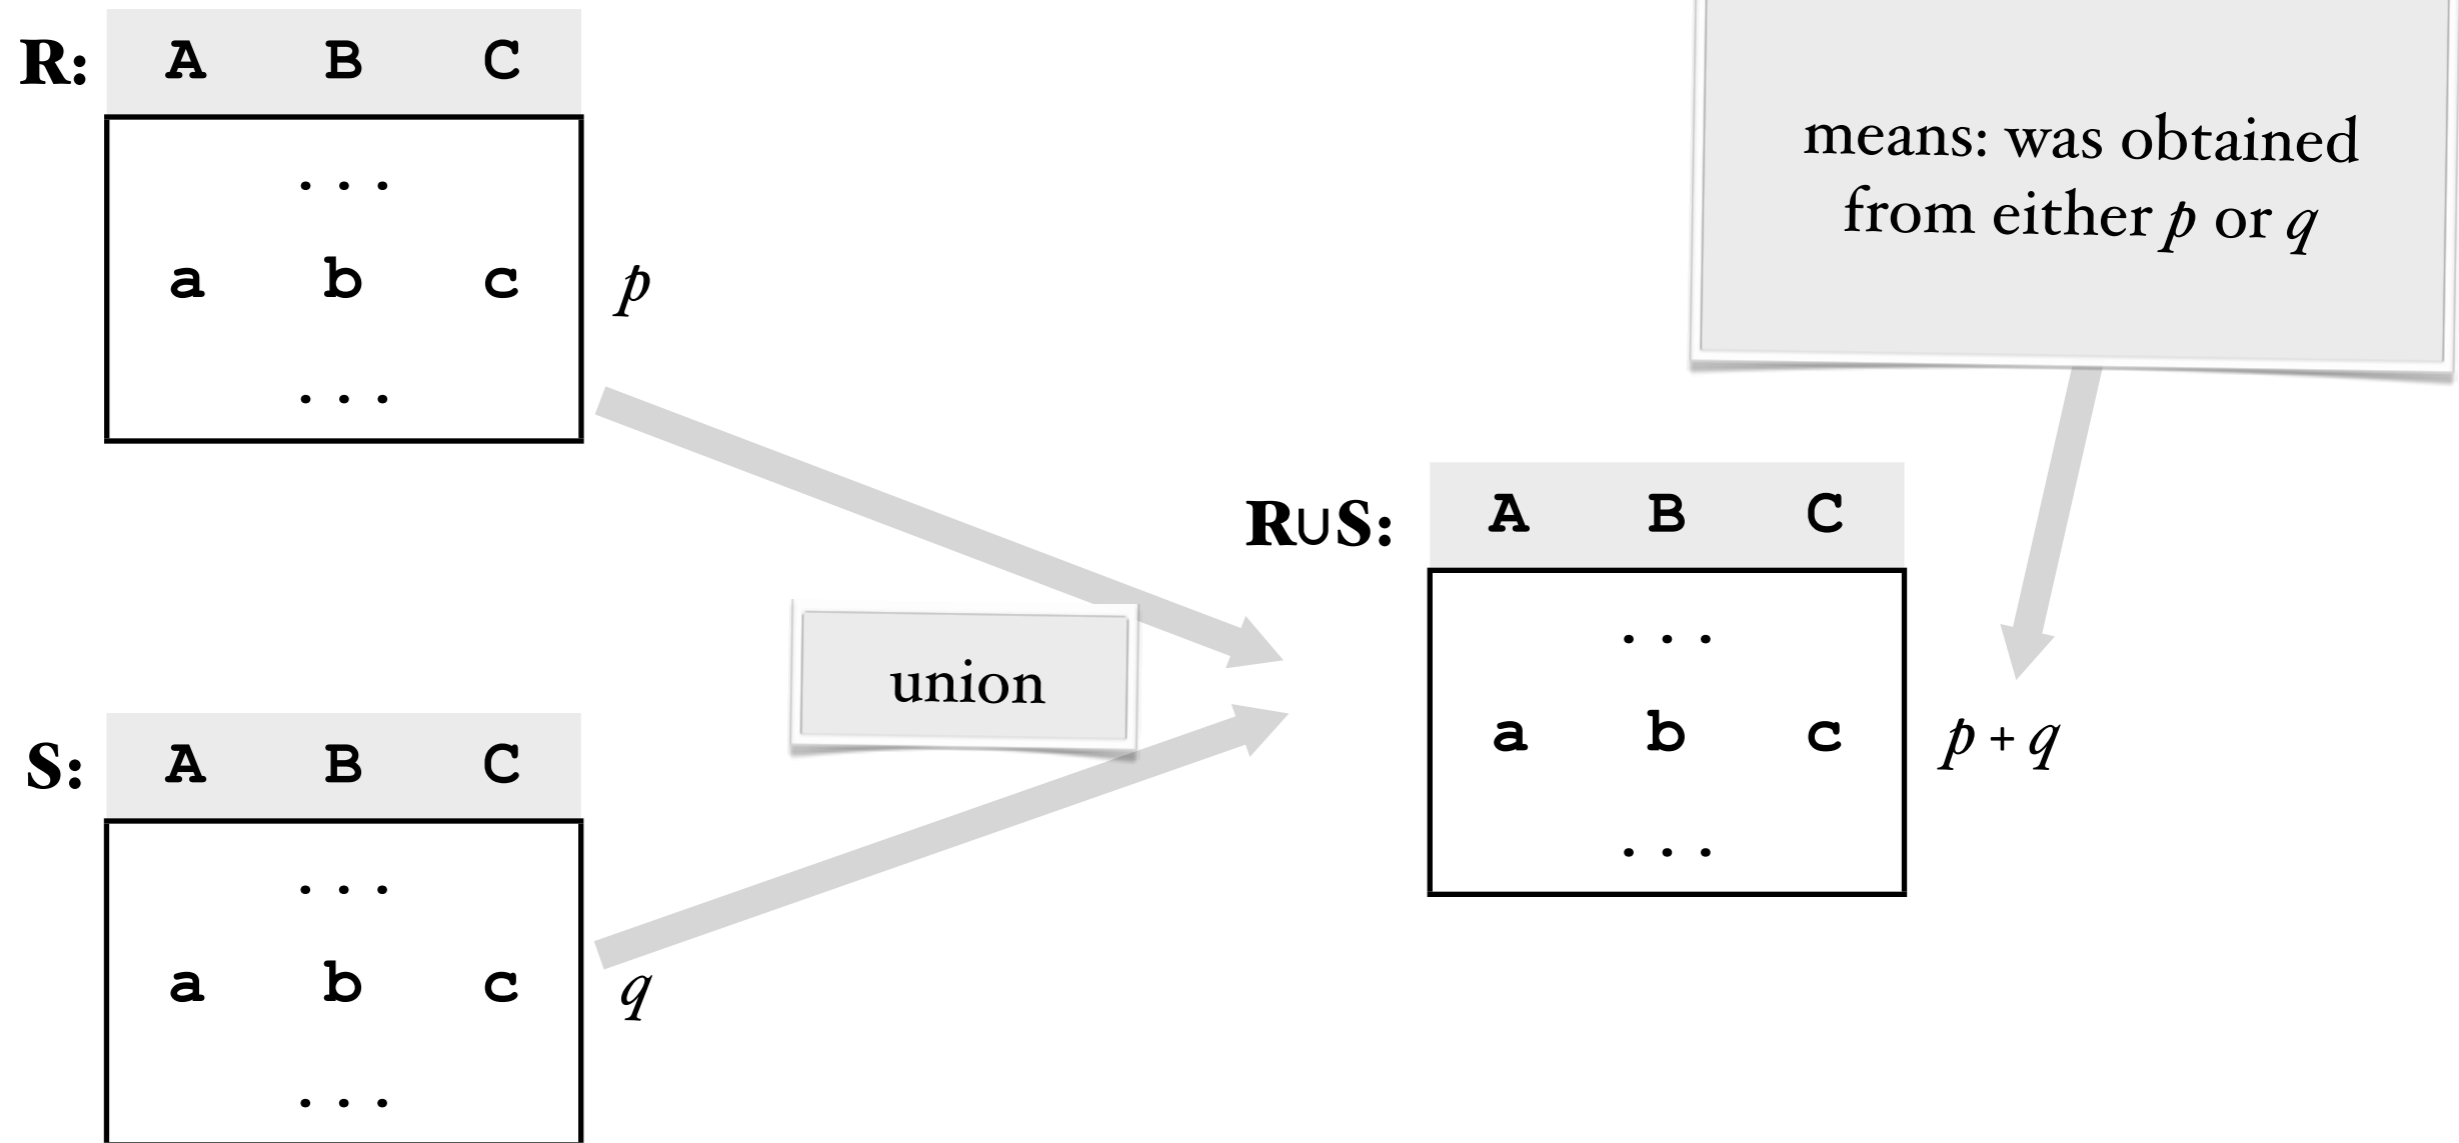 R: A B C
. . .
a b c p
. . .
means: was obtained
from either p or q
union
R∪S: A B C
. . .
a b c p + q
. . .
S: A B C
. . .
a b c q
. . .